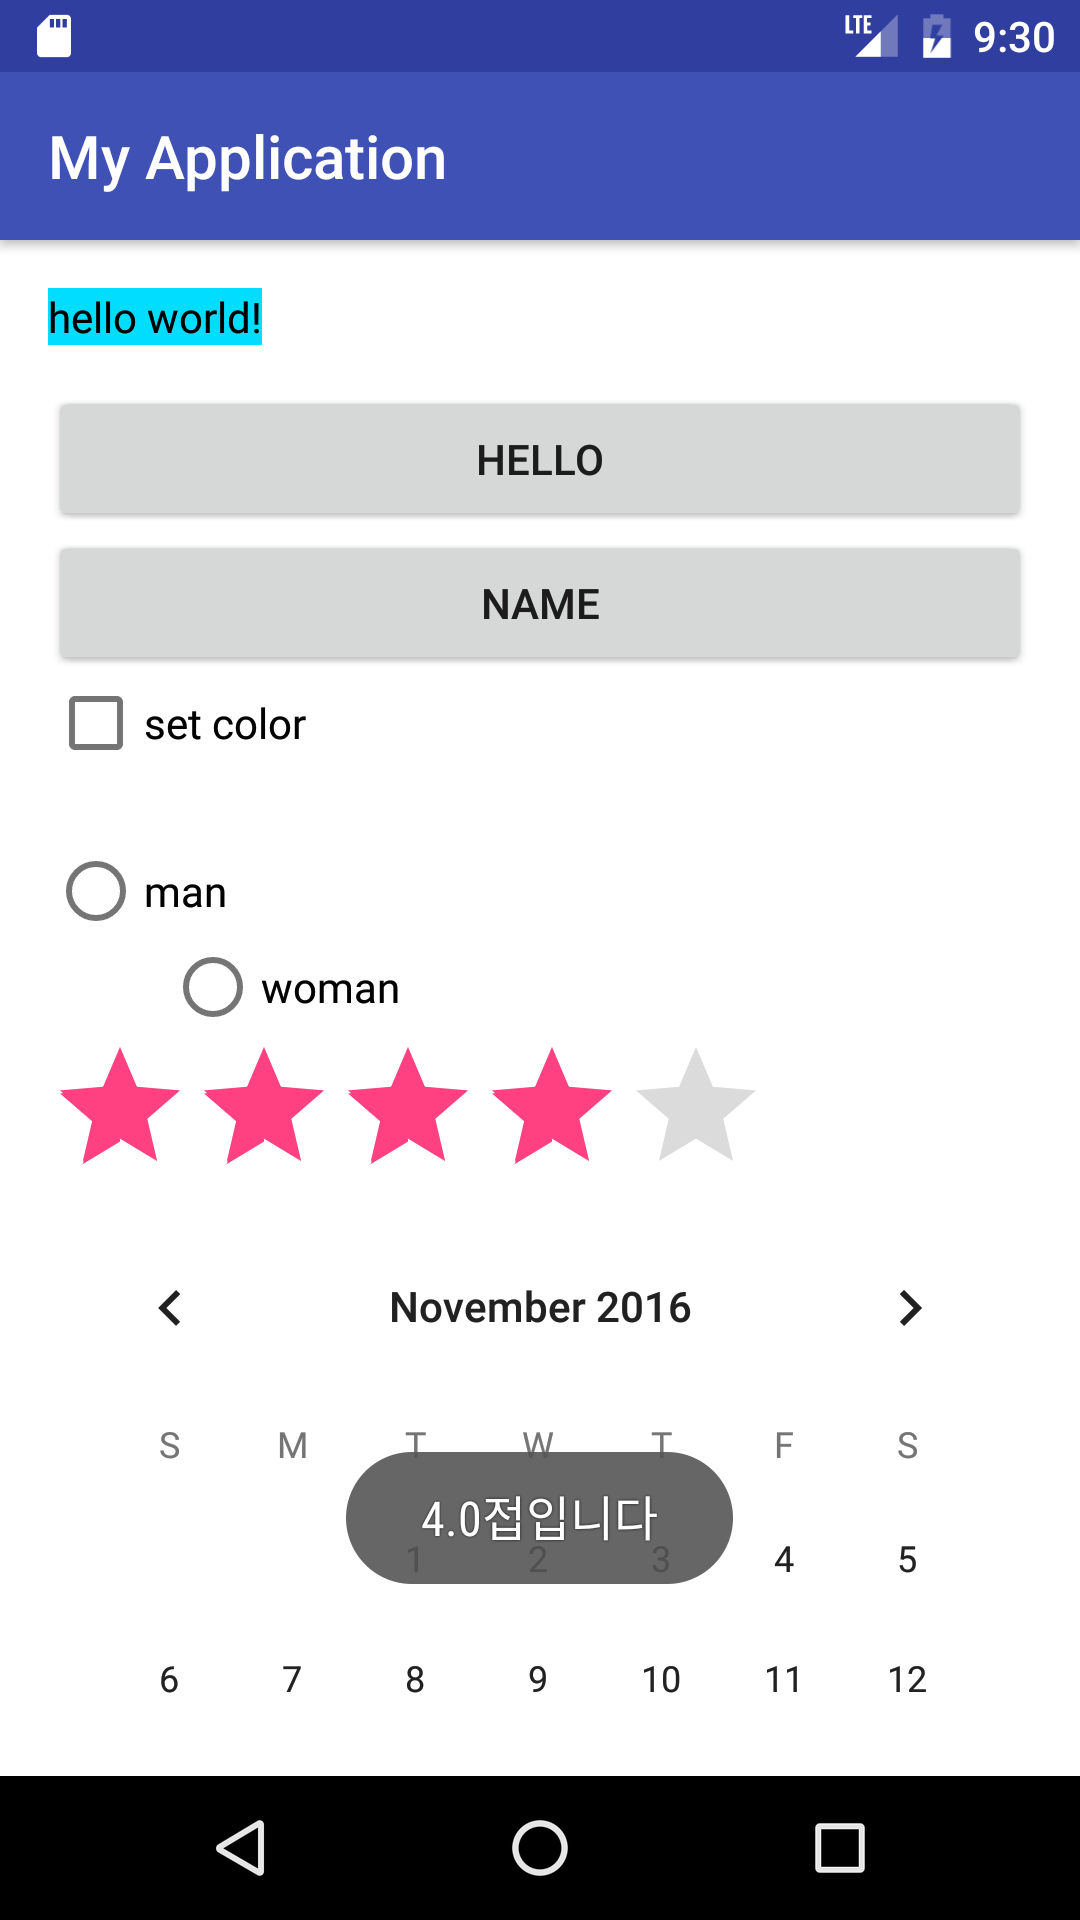 LTE 9:30
My Application
hello world!
HELLO
NAME
set color
man
woman
November 2016
S M T W T F S
4.0접입니다
1 2 3 4 5
6 7 8 9 10 11 12